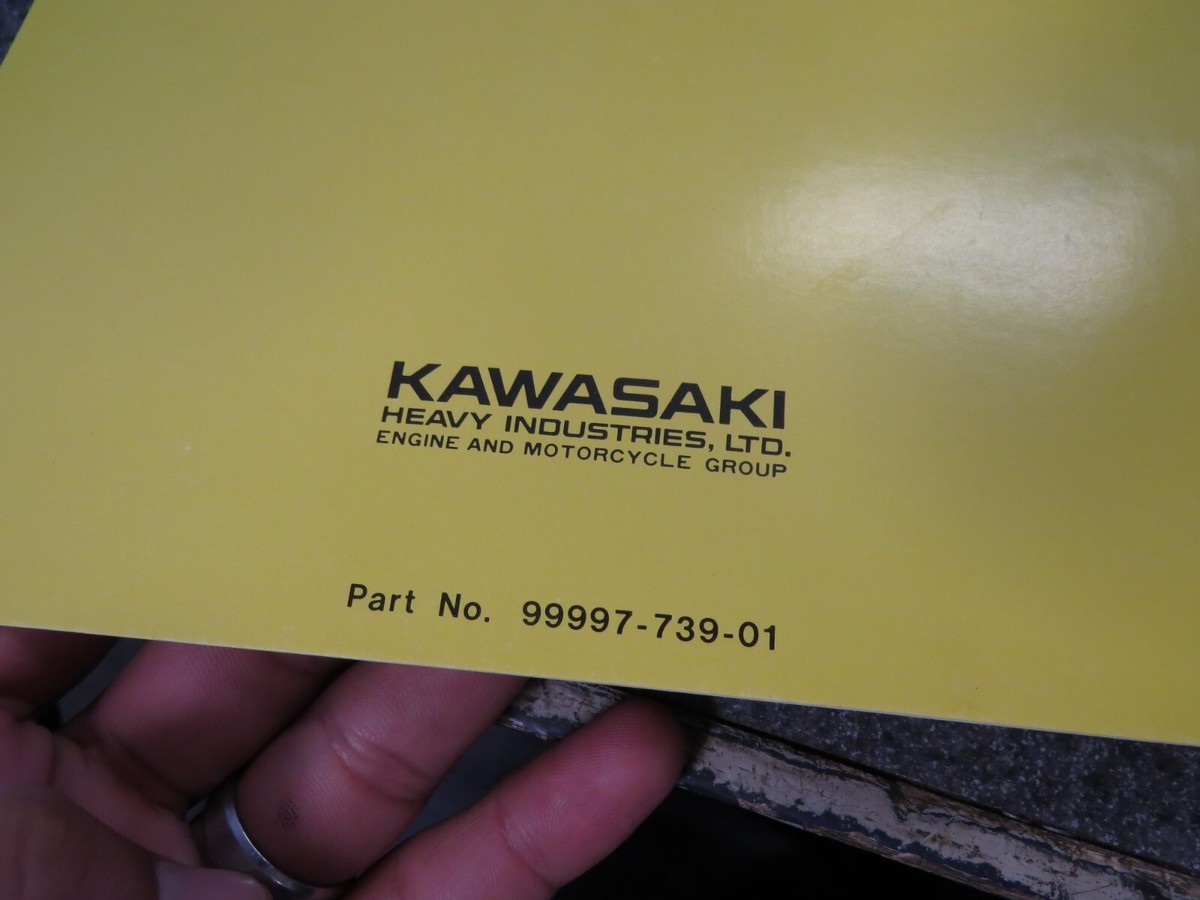 KAWASAKI
HEAVY INDUSTRIES, LTD.
ENGINE AND MOTORCYCLE GROUP
Part No. 99997-739-01